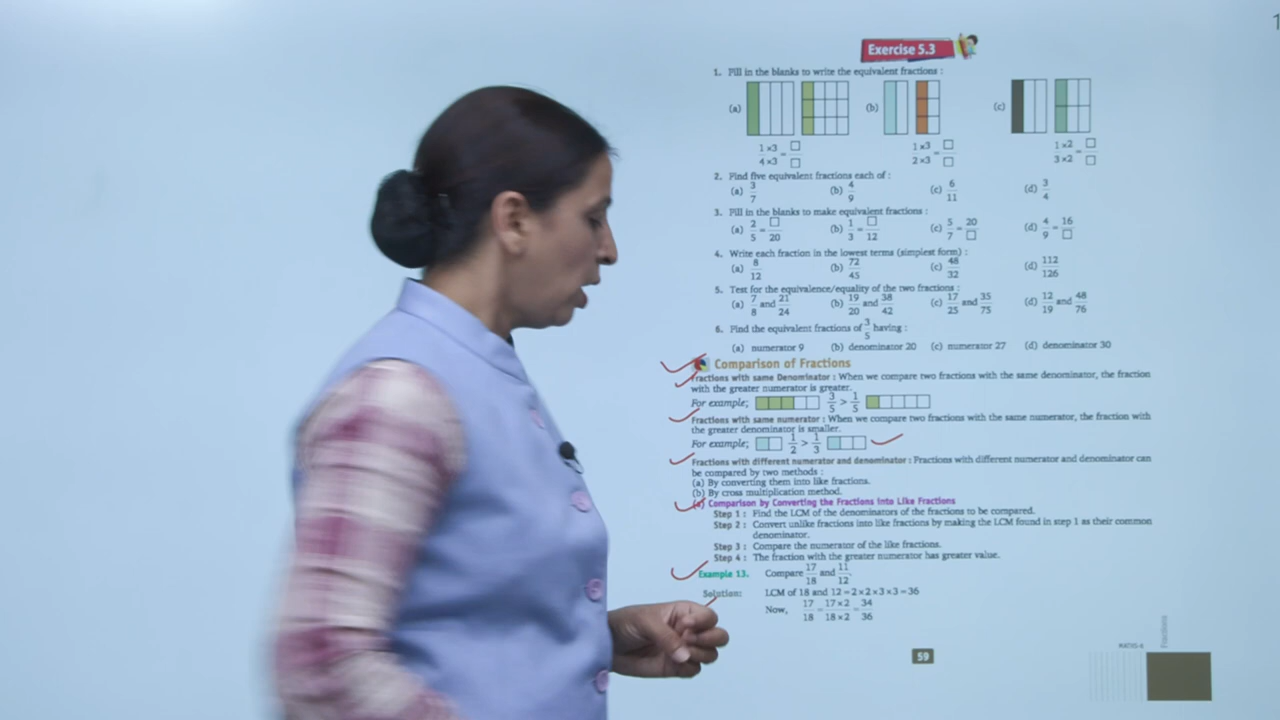 1
Exercise 5.3
1. Fill in the blanks to write the equivalent fractions :
(a) (b) (c)
1×3/4×3 = □/□ 1×3/2×3 = □/□ 1×2/3×2 = □/□
2. Find five equivalent fractions each of :
(a) 3/7 (b) 4/9 (c) 6/11 (d) 3/4
3. Fill in the blanks to make equivalent fractions :
(a) 2/5 = □/20 (b) 1/3 = □/12 (c) 5/7 = 20/□ (d) 4/9 = 16/□
4. Write each fraction in the lowest terms (simplest form) :
(a) 8/12 (b) 72/45 (c) 48/32 (d) 112/126
5. Test for the equivalence/equality of the two fractions :
(a) 7/8 and 21/24 (b) 19/20 and 38/42 (c) 17/25 and 35/75 (d) 12/19 and 48/76
6. Find the equivalent fractions of 3/5 having :
(a) numerator 9 (b) denominator 20 (c) numerator 27 (d) denominator 30
Comparison of Fractions
Fractions with same Denominator : When we compare two fractions with the same denominator, the fraction
with the greater numerator is greater.
For example; 3/5 > 1/5
Fractions with same numerator : When we compare two fractions with the same numerator, the fraction with
the greater denominator is smaller.
For example; 1/2 > 1/3
Fractions with different numerator and denominator : Fractions with different numerator and denominator can
be compared by two methods :
(a) By converting them into like fractions.
(b) By cross multiplication method.
(a) Comparison by Converting the Fractions into Like Fractions
Step 1 : Find the LCM of the denominators of the fractions to be compared.
Step 2 : Convert unlike fractions into like fractions by making the LCM found in step 1 as their common
denominator.
Step 3 : Compare the numerator of the like fractions.
Step 4 : The fraction with the greater numerator has greater value.
Example 13. Compare 17/18 and 11/12.
Solution: LCM of 18 and 12 = 2×2×3×3 = 36
Now, 17/18 = 17×2/18×2 = 34/36
59
MATHS-6
Fractions